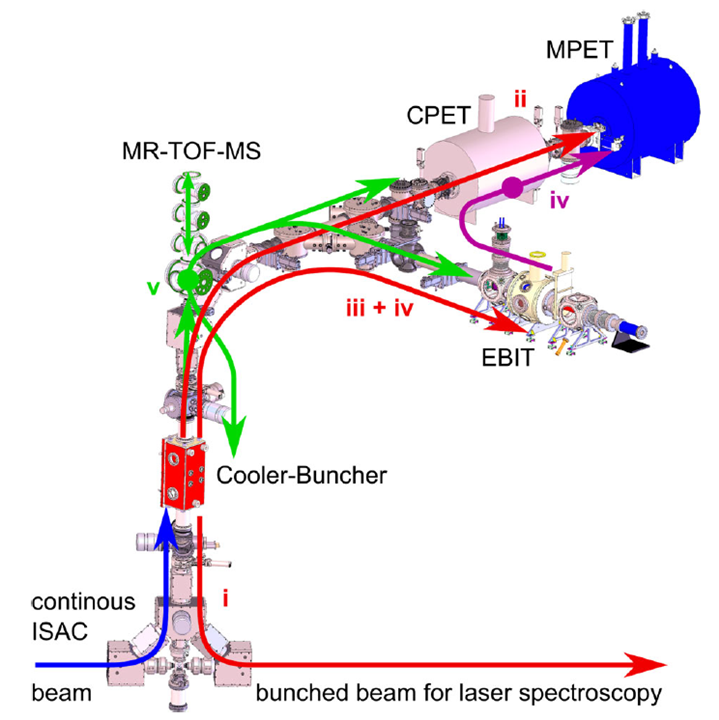 MPET
CPET
ii
MR-TOF-MS
iv
v
iii + iv
EBIT
Cooler-Buncher
i
continous
ISAC
beam
bunched beam for laser spectroscopy